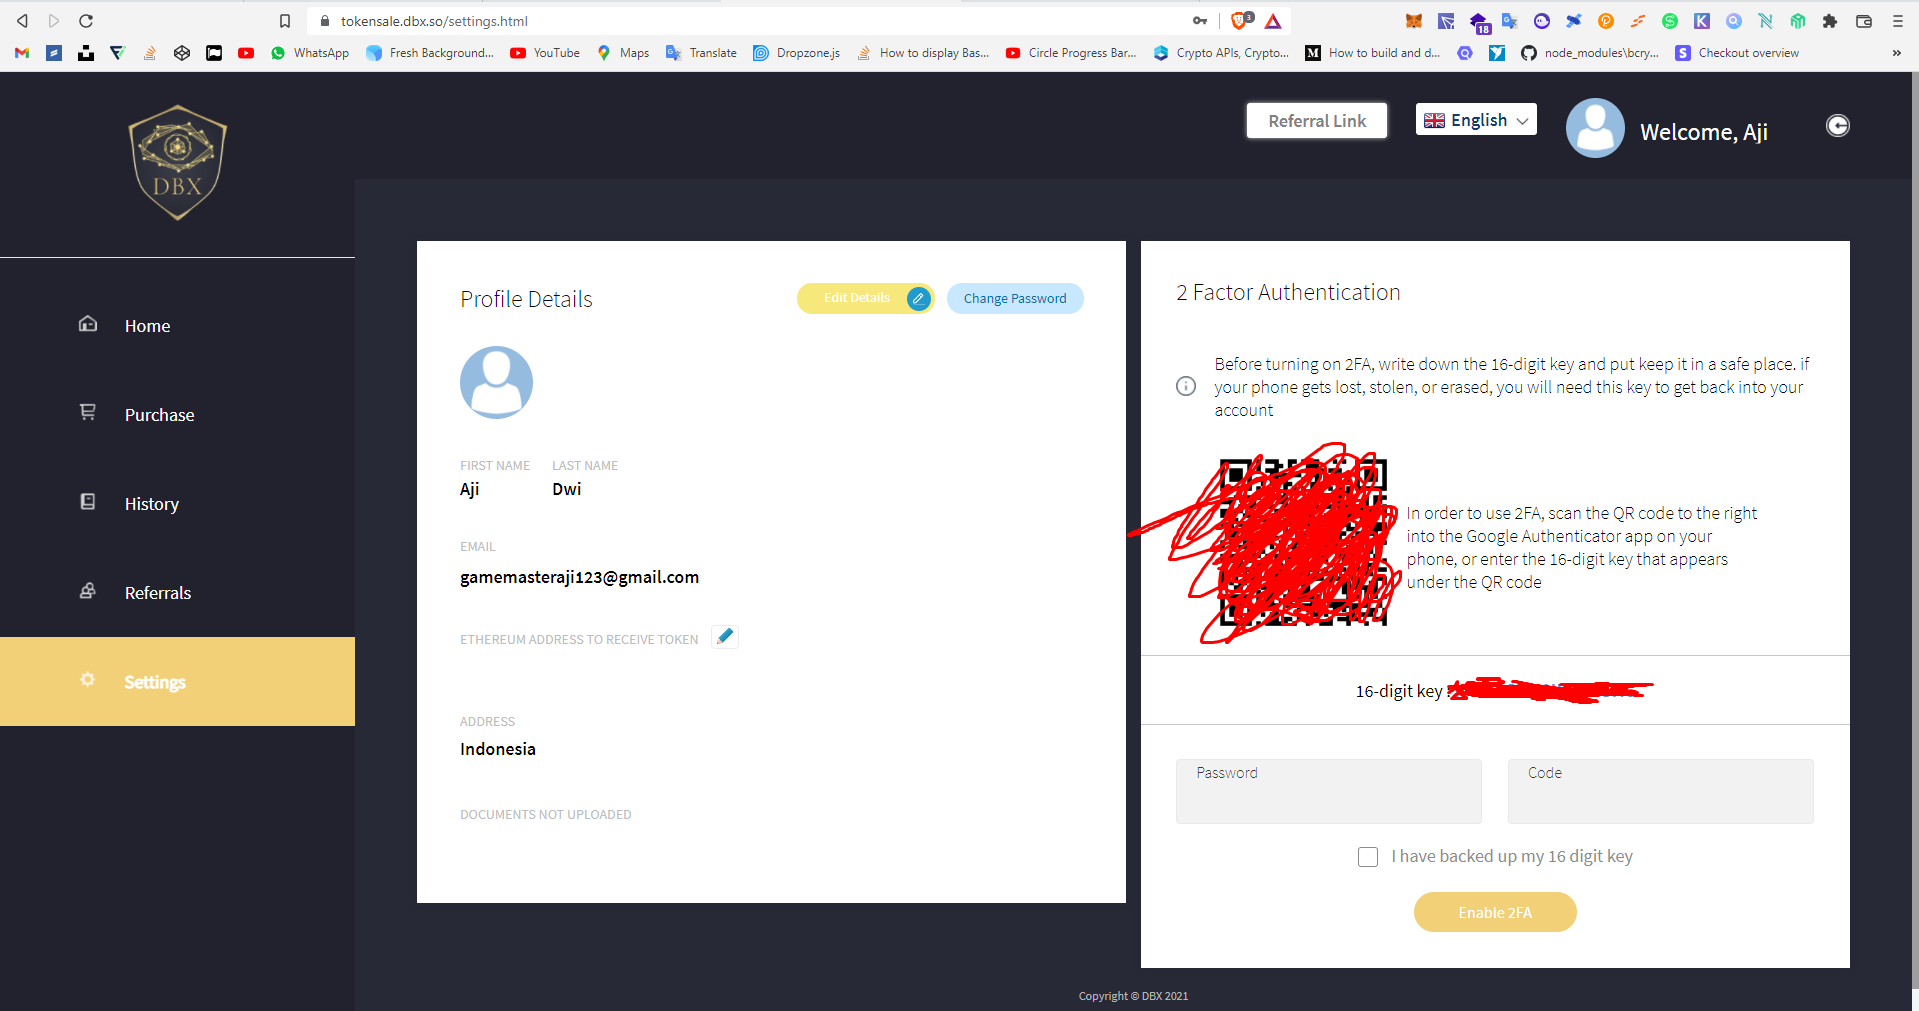 tokensale.dbx.so/settings.html
3
18
WhatsApp
Fresh Background...
YouTube
Maps
Translate
Dropzone.js
How to display Bas...
Circle Progress Bar...
Crypto APIs, Crypto...
M
How to build and d...
node_modules\bcry...
S
Checkout overview
»
DBX
Referral Link
English
Welcome, Aji
Home
Purchase
History
Referrals
Settings
Profile Details
Edit Details
Change Password
FIRST NAME LAST NAME
Aji Dwi
EMAIL
gamemasteraji123@gmail.com
ETHEREUM ADDRESS TO RECEIVE TOKEN
ADDRESS
Indonesia
DOCUMENTS NOT UPLOADED
2 Factor Authentication
Before turning on 2FA, write down the 16-digit key and put keep it in a safe place. if
your phone gets lost, stolen, or erased, you will need this key to get back into your
account
In order to use 2FA, scan the QR code to the right
into the Google Authenticator app on your
phone, or enter the 16-digit key that appears
under the QR code
16-digit key :
Password
Code
I have backed up my 16 digit key
Enable 2FA
Copyright © DBX 2021